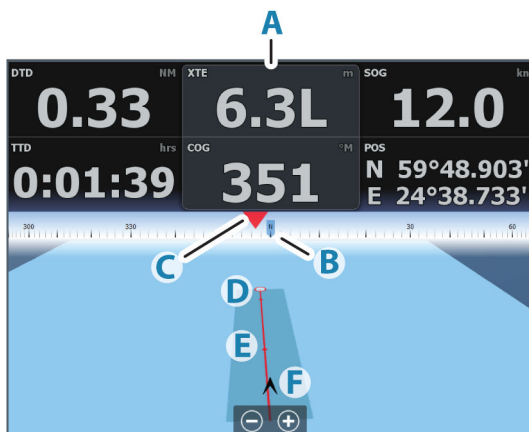 A
DTD NM XTE m SOG kn
0.33 6.3L 12.0
TTD hrs COG °M POS
0:01:39 351 N 59°48.903'
E 24°38.733'
300 330 N 30 60
C B
D
E
F